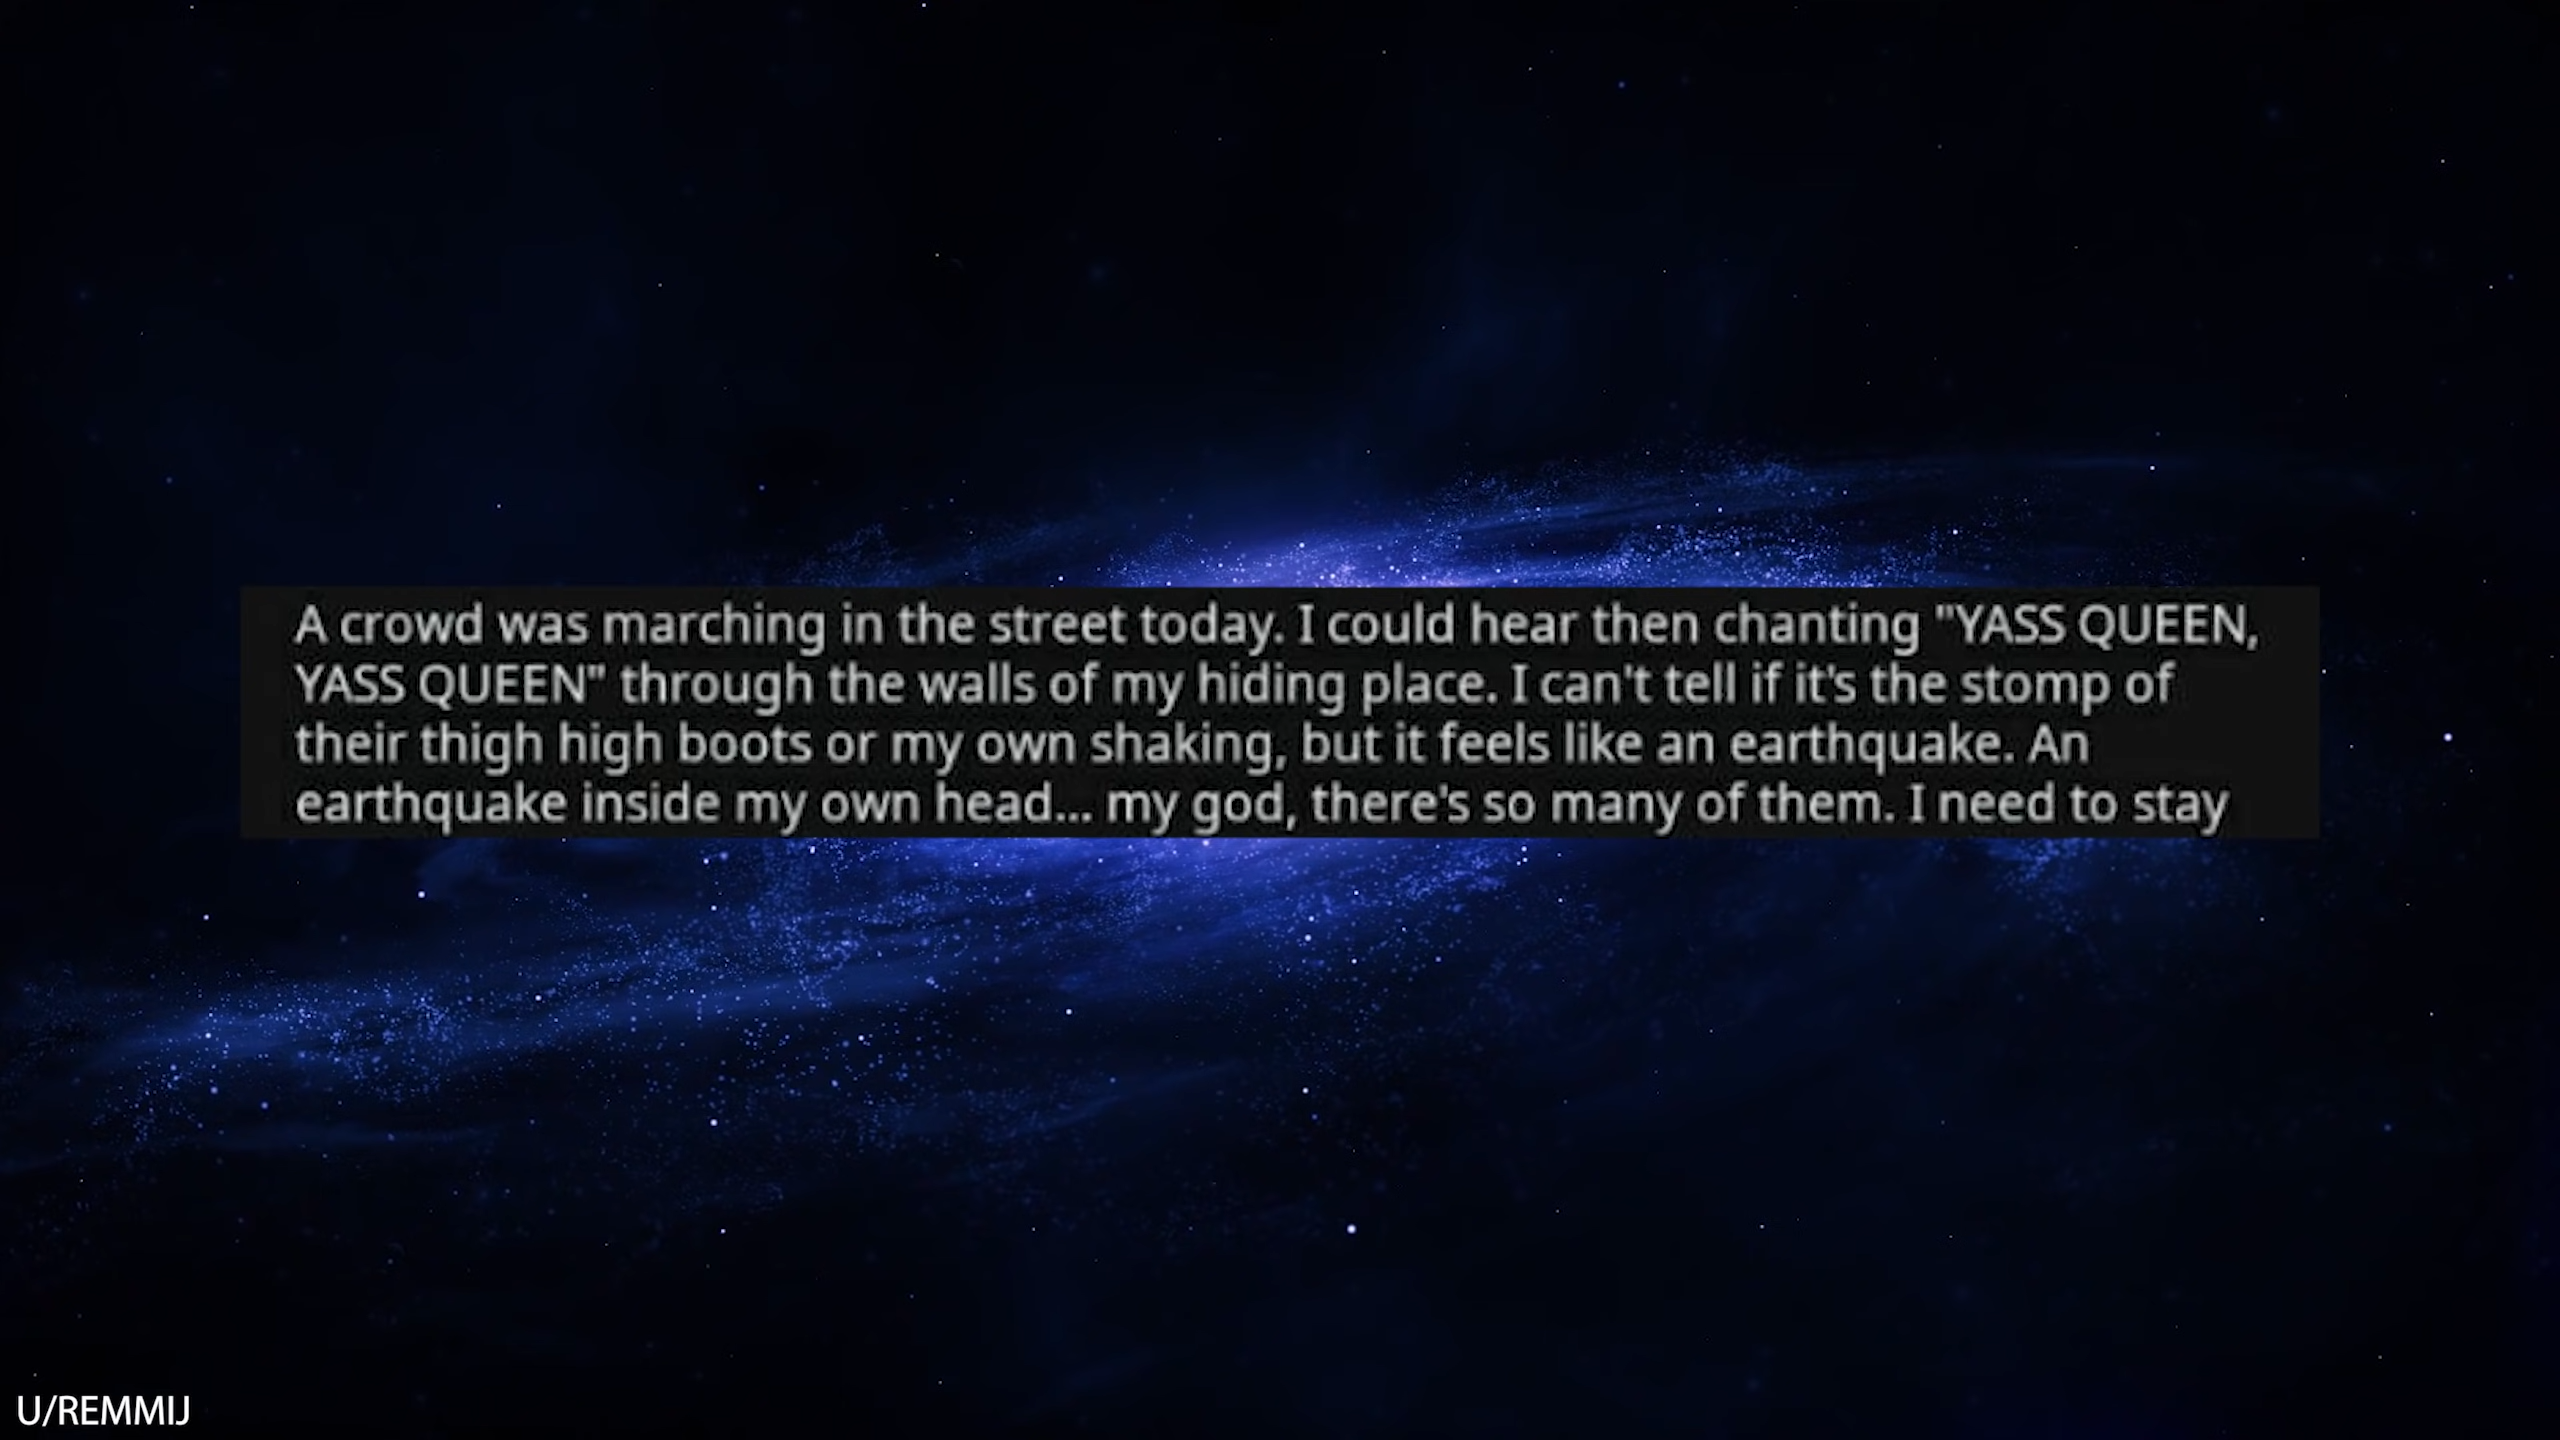 A crowd was marching in the street today. I could hear then chanting "YASS QUEEN,
YASS QUEEN" through the walls of my hiding place. I can't tell if it's the stomp of
their thigh high boots or my own shaking, but it feels like an earthquake. An
earthquake inside my own head... my god, there's so many of them. I need to stay
U/REMMIJ